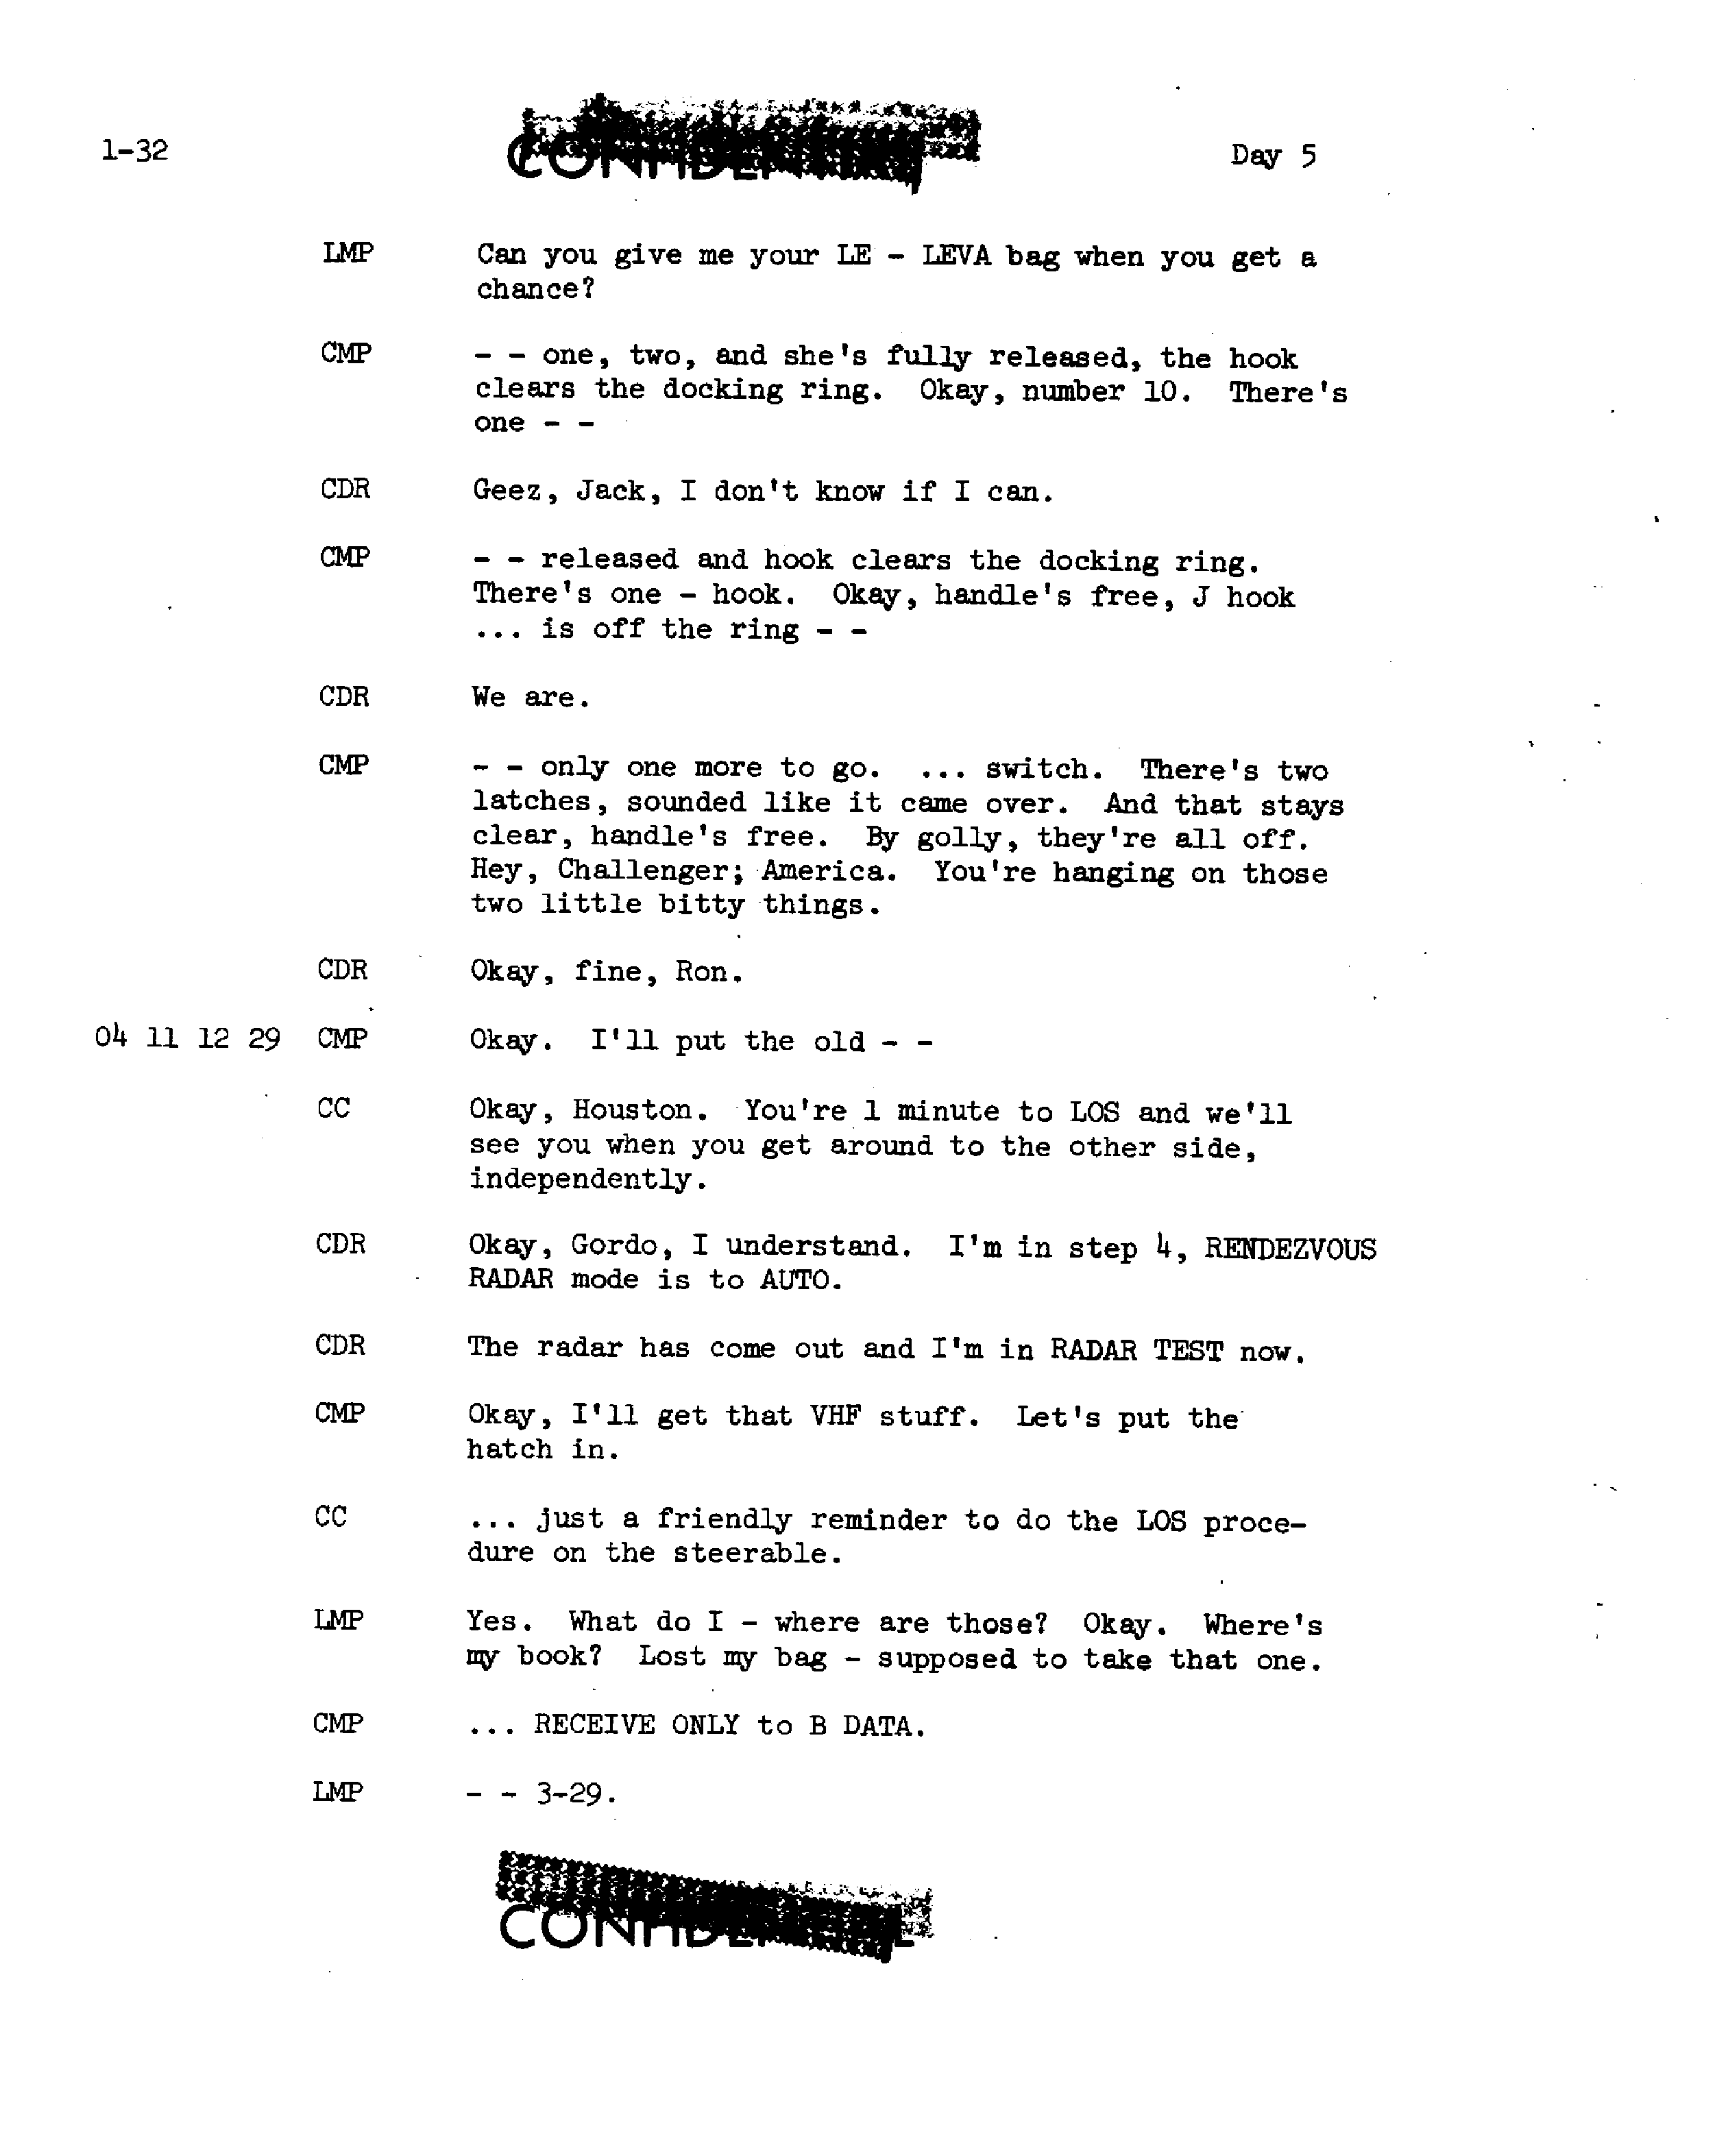 1-32
CONFIDENTIAL
Day 5
LMP Can you give me your LE - LEVA bag when you get a
chance?
CMP - - one, two, and she's fully released, the hook
clears the docking ring. Okay, number 10. There's
one - -
CDR Geez, Jack, I don't know if I can.
CMP - - released and hook clears the docking ring.
There's one - hook. Okay, handle's free, J hook
... is off the ring - -
CDR We are.
CMP - - only one more to go. ... switch. There's two
latches, sounded like it came over. And that stays
clear, handle's free. By golly, they're all off.
Hey, Challenger; America. You're hanging on those
two little bitty things.
CDR Okay, fine, Ron.
04 11 12 29 CMP Okay. I'll put the old - -
CC Okay, Houston. You're 1 minute to LOS and we'll
see you when you get around to the other side,
independently.
CDR Okay, Gordo, I understand. I'm in step 4, RENDEZVOUS
RADAR mode is to AUTO.
CDR The radar has come out and I'm in RADAR TEST now.
CMP Okay, I'll get that VHF stuff. Let's put the
hatch in.
CC ... just a friendly reminder to do the LOS proce-
dure on the steerable.
LMP Yes. What do I - where are those? Okay. Where's
my book? Lost my bag - supposed to take that one.
CMP ... RECEIVE ONLY to B DATA.
LMP - - 3-29.
CONFIDENTIAL